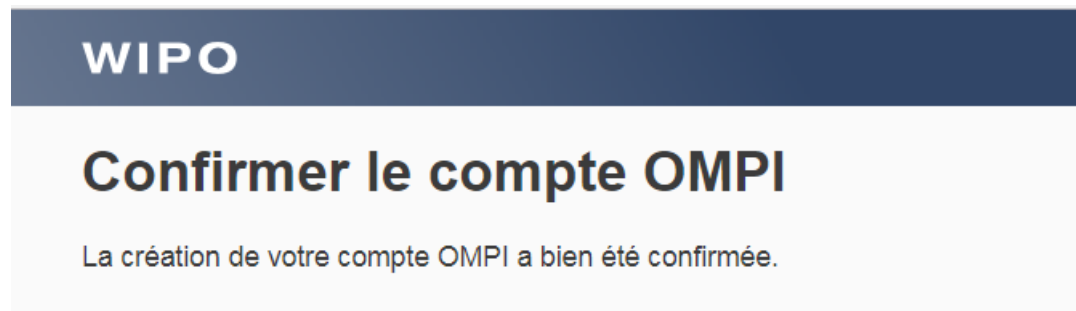 WIPO
Confirmer le compte OMPI
La création de votre compte OMPI a bien été confirmée.